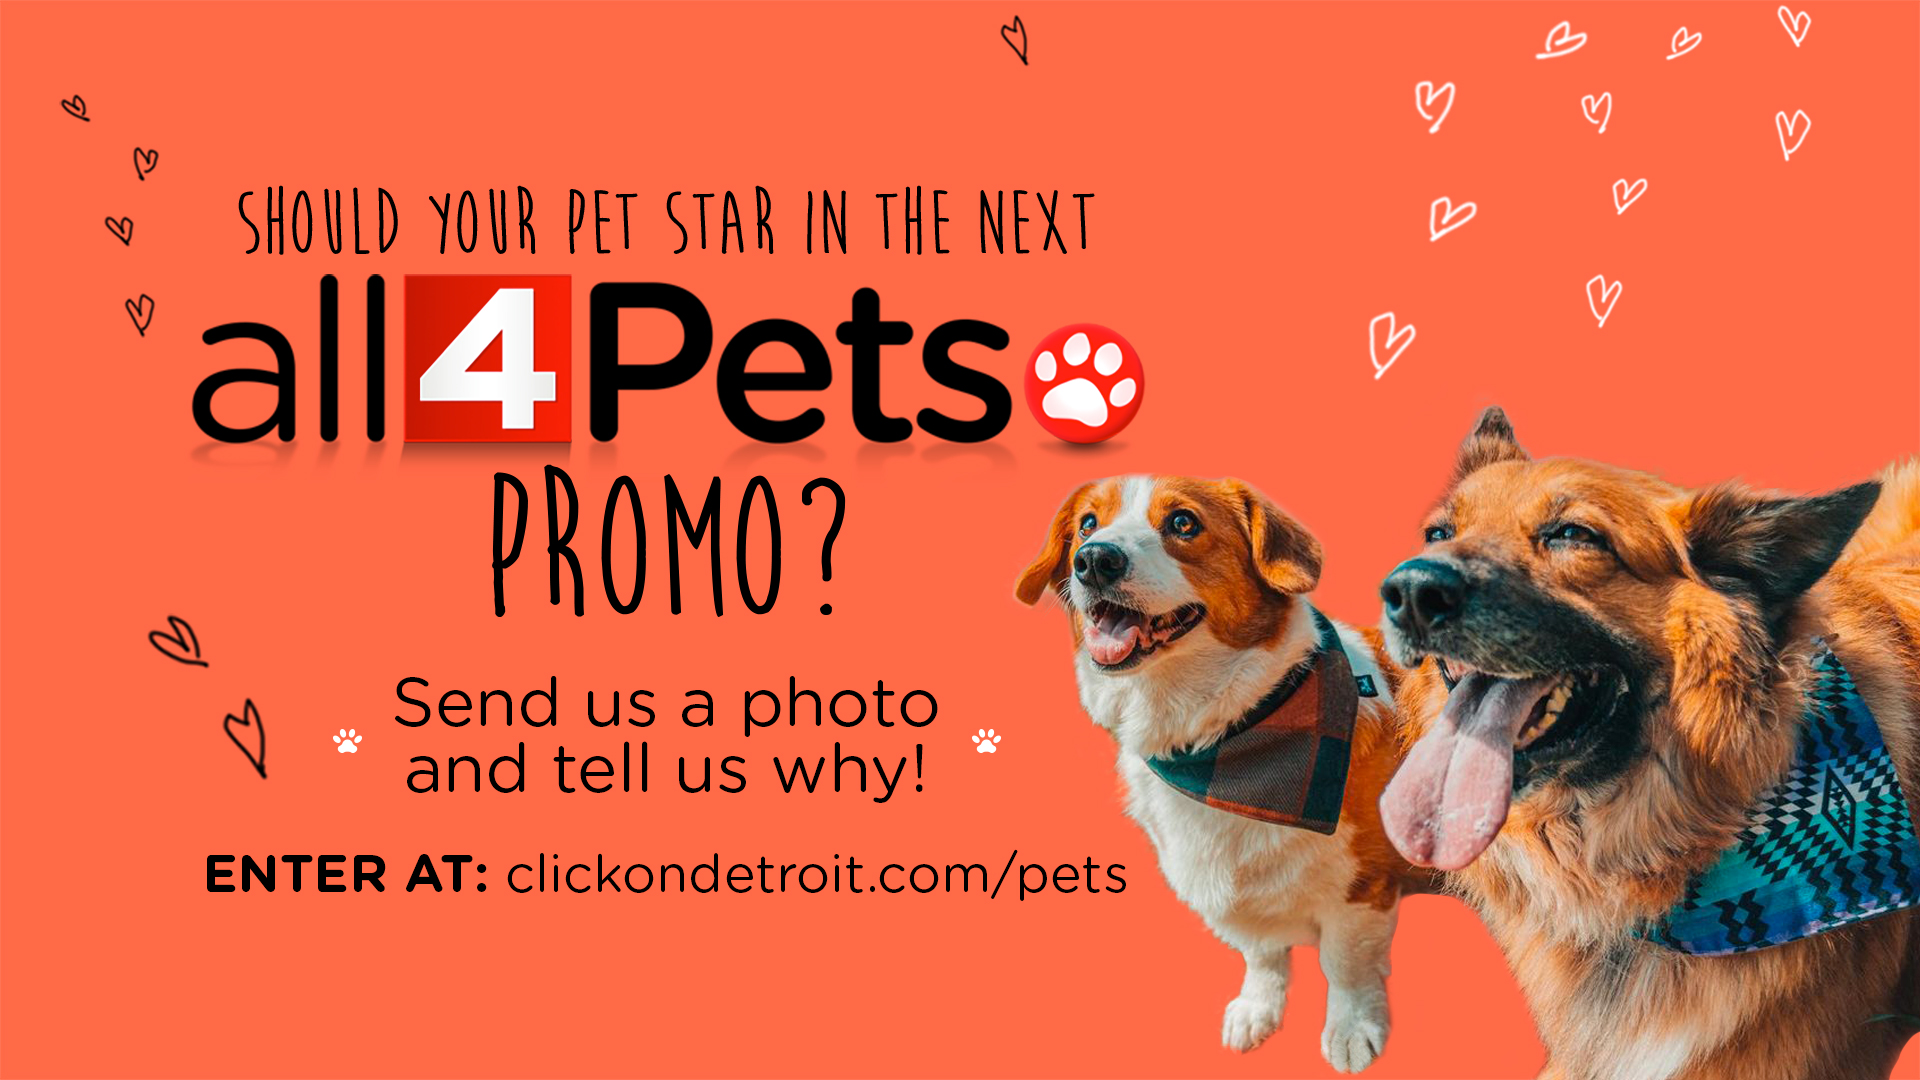 SHOULD YOUR PET STAR IN THE NEXT
all4Pets
PROMO?
Send us a photo
and tell us why!
ENTER AT: clickondetroit.com/pets